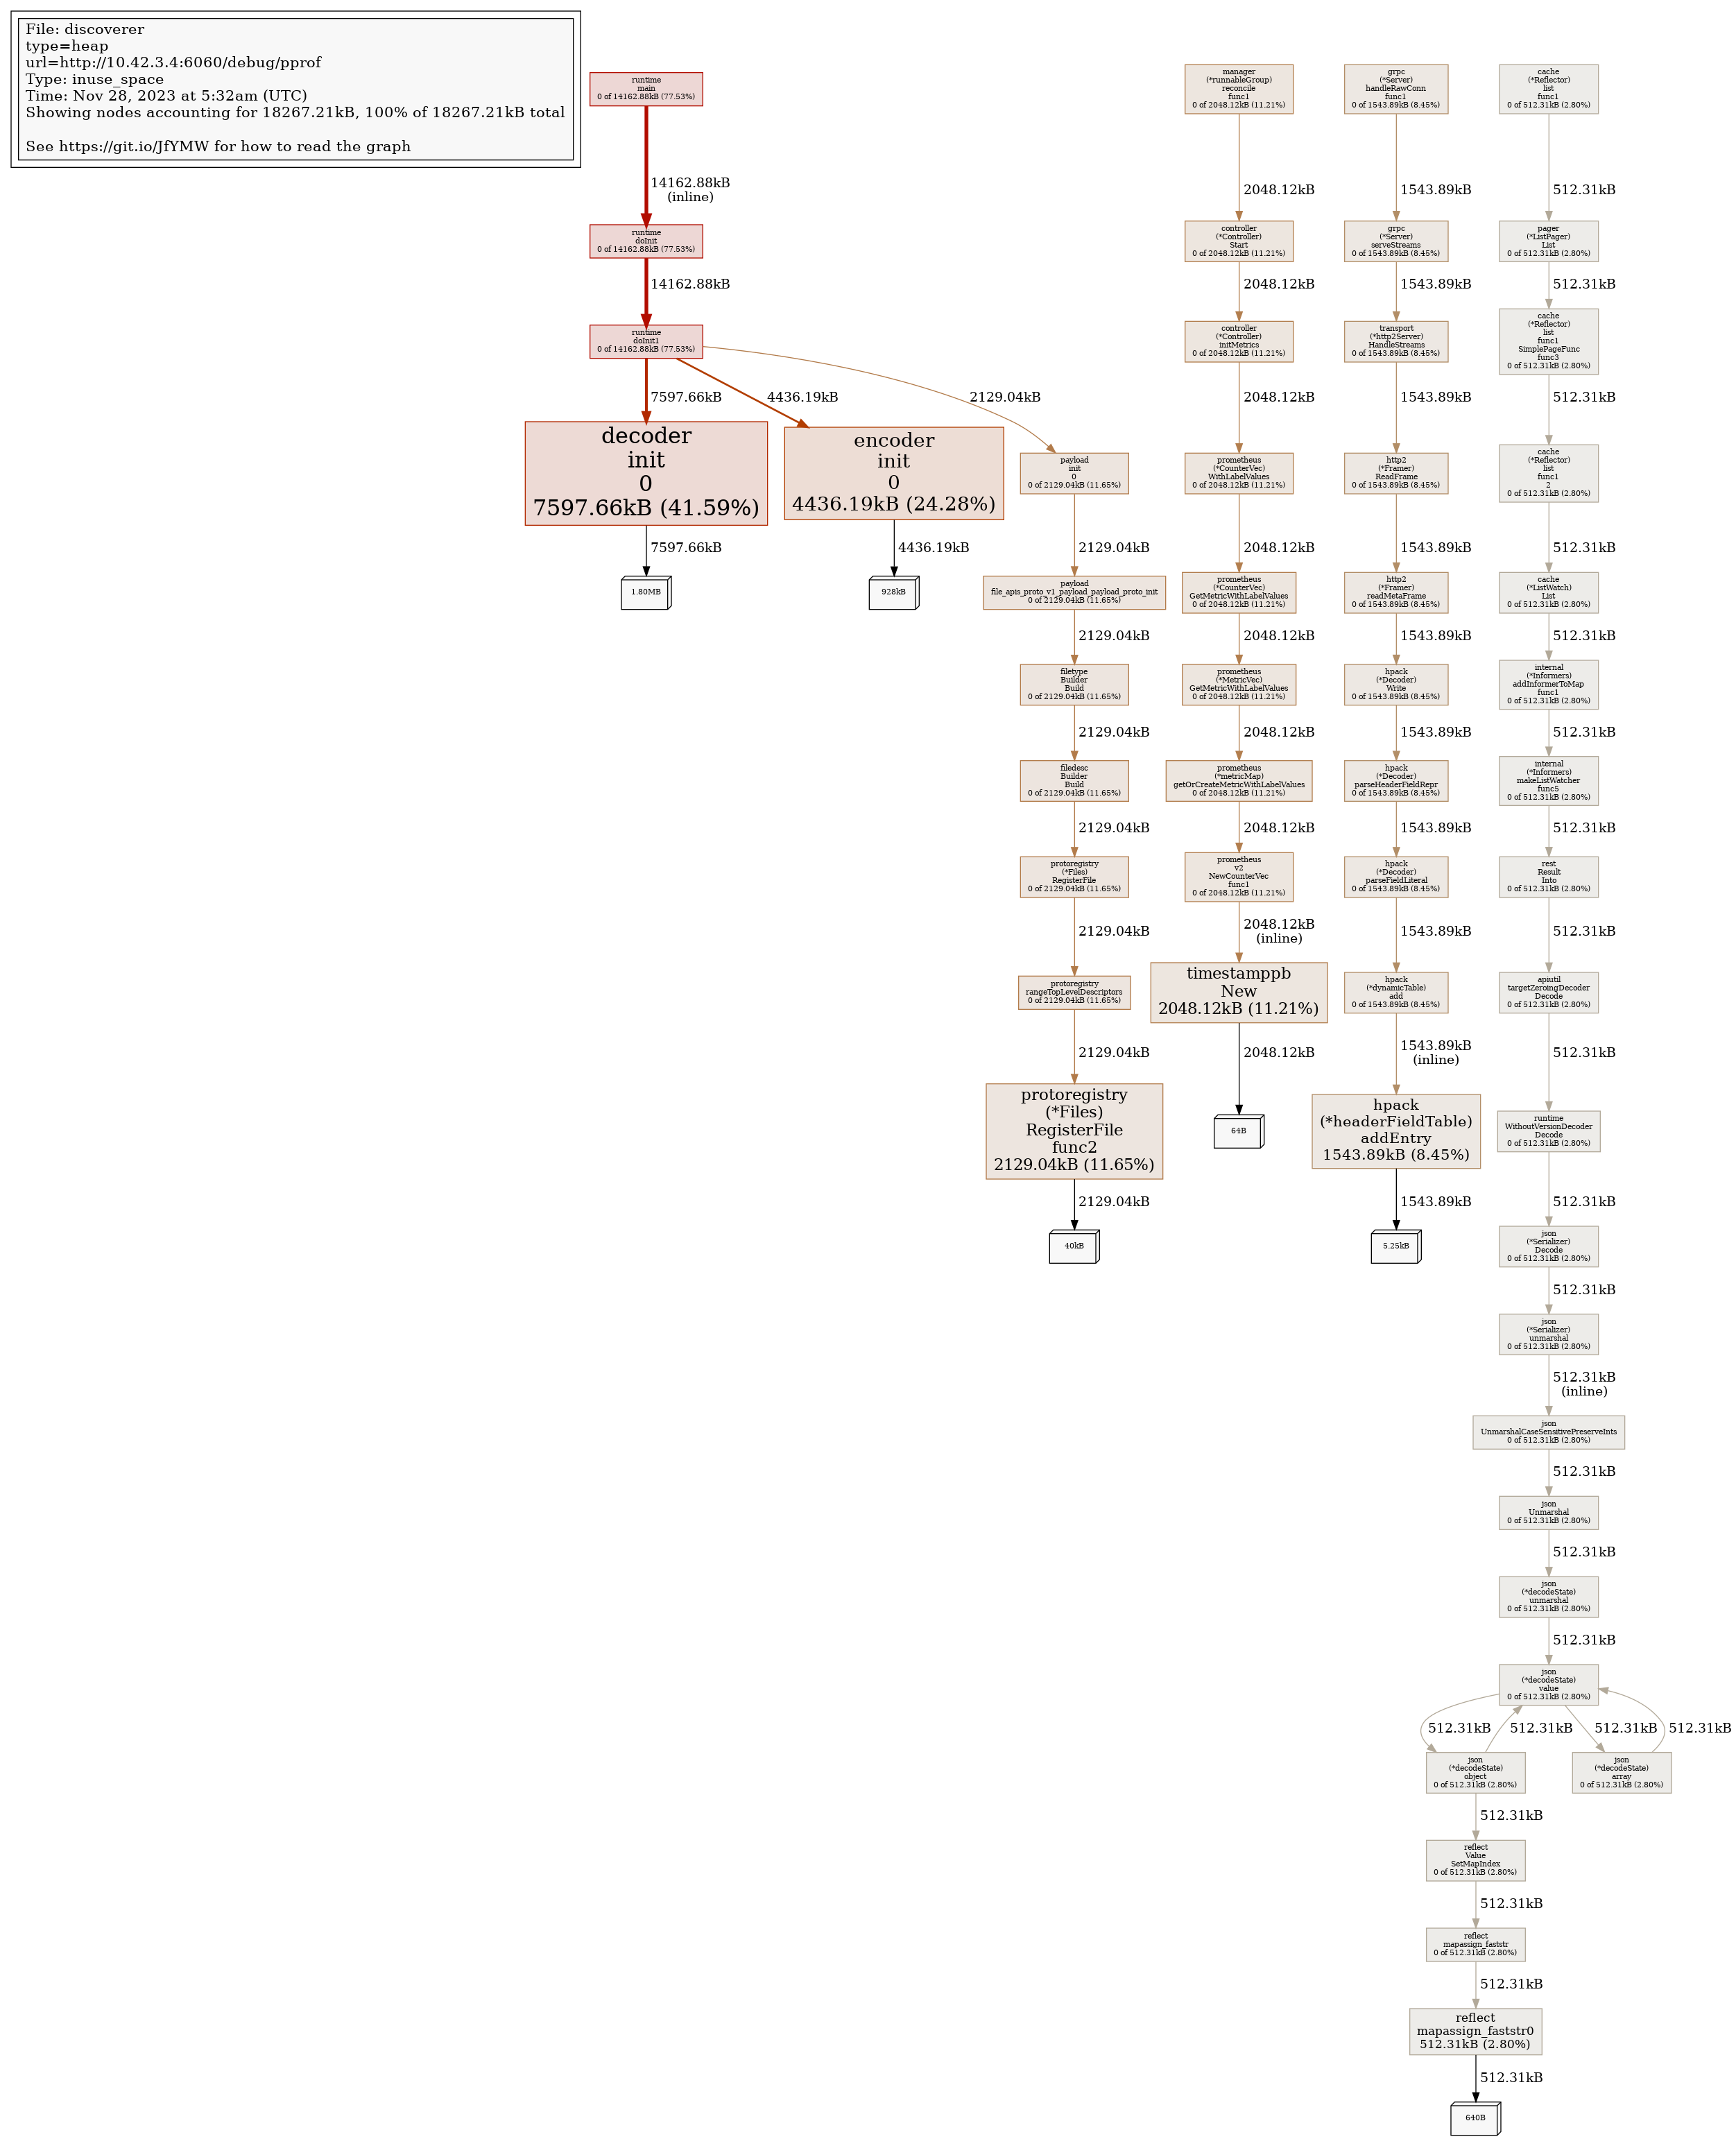 File: discoverer
type=heap
url=http://10.42.3.4:6060/debug/pprof
Type: inuse_space
Time: Nov 28, 2023 at 5:32am (UTC)
Showing nodes accounting for 18267.21kB, 100% of 18267.21kB total
See https://git.io/JfYMW for how to read the graph
runtime
main
0 of 14162.88kB (77.53%)
14162.88kB
(inline)
runtime
doInit
0 of 14162.88kB (77.53%)
14162.88kB
runtime
doInit1
0 of 14162.88kB (77.53%)
7597.66kB
4436.19kB
2129.04kB
decoder
init
0
7597.66kB (41.59%)
7597.66kB
1.80MB
encoder
init
0
4436.19kB (24.28%)
4436.19kB
928kB
payload
init
0
0 of 2129.04kB (11.65%)
2129.04kB
payload
file_apis_proto_v1_payload_payload_proto_init
0 of 2129.04kB (11.65%)
2129.04kB
filetype
Builder
Build
0 of 2129.04kB (11.65%)
2129.04kB
filedesc
Builder
Build
0 of 2129.04kB (11.65%)
2129.04kB
protoregistry
(*Files)
RegisterFile
0 of 2129.04kB (11.65%)
2129.04kB
protoregistry
rangeTopLevelDescriptors
0 of 2129.04kB (11.65%)
2129.04kB
protoregistry
(*Files)
RegisterFile
func2
2129.04kB (11.65%)
2129.04kB
40kB
manager
(*runnableGroup)
reconcile
func1
0 of 2048.12kB (11.21%)
2048.12kB
controller
(*Controller)
Start
0 of 2048.12kB (11.21%)
2048.12kB
controller
(*Controller)
initMetrics
0 of 2048.12kB (11.21%)
2048.12kB
prometheus
(*CounterVec)
WithLabelValues
0 of 2048.12kB (11.21%)
2048.12kB
prometheus
(*CounterVec)
GetMetricWithLabelValues
0 of 2048.12kB (11.21%)
2048.12kB
prometheus
(*MetricVec)
GetMetricWithLabelValues
0 of 2048.12kB (11.21%)
2048.12kB
prometheus
(*metricMap)
getOrCreateMetricWithLabelValues
0 of 2048.12kB (11.21%)
2048.12kB
prometheus
v2
NewCounterVec
func1
0 of 2048.12kB (11.21%)
2048.12kB
(inline)
timestamppb
New
2048.12kB (11.21%)
2048.12kB
64B
grpc
(*Server)
handleRawConn
func1
0 of 1543.89kB (8.45%)
1543.89kB
grpc
(*Server)
serveStreams
0 of 1543.89kB (8.45%)
1543.89kB
transport
(*http2Server)
HandleStreams
0 of 1543.89kB (8.45%)
1543.89kB
http2
(*Framer)
ReadFrame
0 of 1543.89kB (8.45%)
1543.89kB
http2
(*Framer)
readMetaFrame
0 of 1543.89kB (8.45%)
1543.89kB
hpack
(*Decoder)
Write
0 of 1543.89kB (8.45%)
1543.89kB
hpack
(*Decoder)
parseHeaderFieldRepr
0 of 1543.89kB (8.45%)
1543.89kB
hpack
(*Decoder)
parseFieldLiteral
0 of 1543.89kB (8.45%)
1543.89kB
hpack
(*dynamicTable)
add
0 of 1543.89kB (8.45%)
1543.89kB
(inline)
hpack
(*headerFieldTable)
addEntry
1543.89kB (8.45%)
1543.89kB
5.25kB
cache
(*Reflector)
list
func1
0 of 512.31kB (2.80%)
512.31kB
pager
(*ListPager)
List
0 of 512.31kB (2.80%)
512.31kB
cache
(*Reflector)
list
func1
SimplePageFunc
func3
0 of 512.31kB (2.80%)
512.31kB
cache
(*Reflector)
list
func1
2
0 of 512.31kB (2.80%)
512.31kB
cache
(*ListWatch)
List
0 of 512.31kB (2.80%)
512.31kB
internal
(*Informers)
addInformerToMap
func1
0 of 512.31kB (2.80%)
512.31kB
internal
(*Informers)
makeListWatcher
func5
0 of 512.31kB (2.80%)
512.31kB
rest
Result
Into
0 of 512.31kB (2.80%)
512.31kB
apiutil
targetZeroingDecoder
Decode
0 of 512.31kB (2.80%)
512.31kB
runtime
WithoutVersionDecoder
Decode
0 of 512.31kB (2.80%)
512.31kB
json
(*Serializer)
Decode
0 of 512.31kB (2.80%)
512.31kB
json
(*Serializer)
unmarshal
0 of 512.31kB (2.80%)
512.31kB
(inline)
json
UnmarshalCaseSensitivePreserveInts
0 of 512.31kB (2.80%)
512.31kB
json
Unmarshal
0 of 512.31kB (2.80%)
512.31kB
json
(*decodeState)
unmarshal
0 of 512.31kB (2.80%)
512.31kB
json
(*decodeState)
value
0 of 512.31kB (2.80%)
512.31kB
512.31kB
512.31kB
512.31kB
json
(*decodeState)
object
0 of 512.31kB (2.80%)
json
(*decodeState)
array
0 of 512.31kB (2.80%)
512.31kB
reflect
Value
SetMapIndex
0 of 512.31kB (2.80%)
512.31kB
reflect
mapassign_faststr
0 of 512.31kB (2.80%)
512.31kB
reflect
mapassign_faststr0
512.31kB (2.80%)
512.31kB
640B